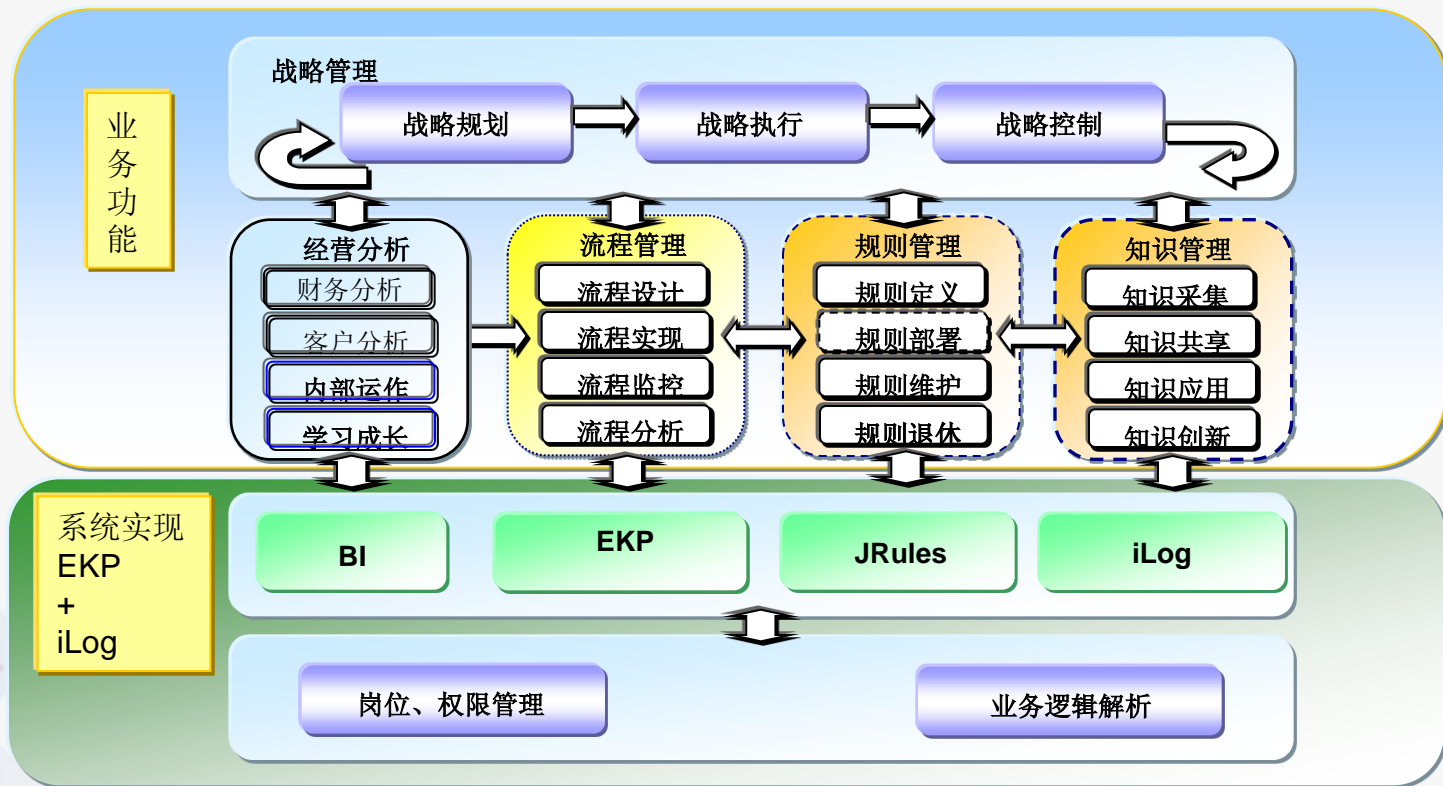 战略管理
战略规划
战略执行
战略控制
业
务
功
能
经营分析
财务分析
客户分析
内部运作
学习成长
流程管理
流程设计
流程实现
流程监控
流程分析
规则管理
规则定义
规则部署
规则维护
规则退休
知识管理
知识采集
知识共享
知识应用
知识创新
系统实现
EKP
+
iLog
BI
EKP
JRules
iLog
岗位、权限管理
业务逻辑解析